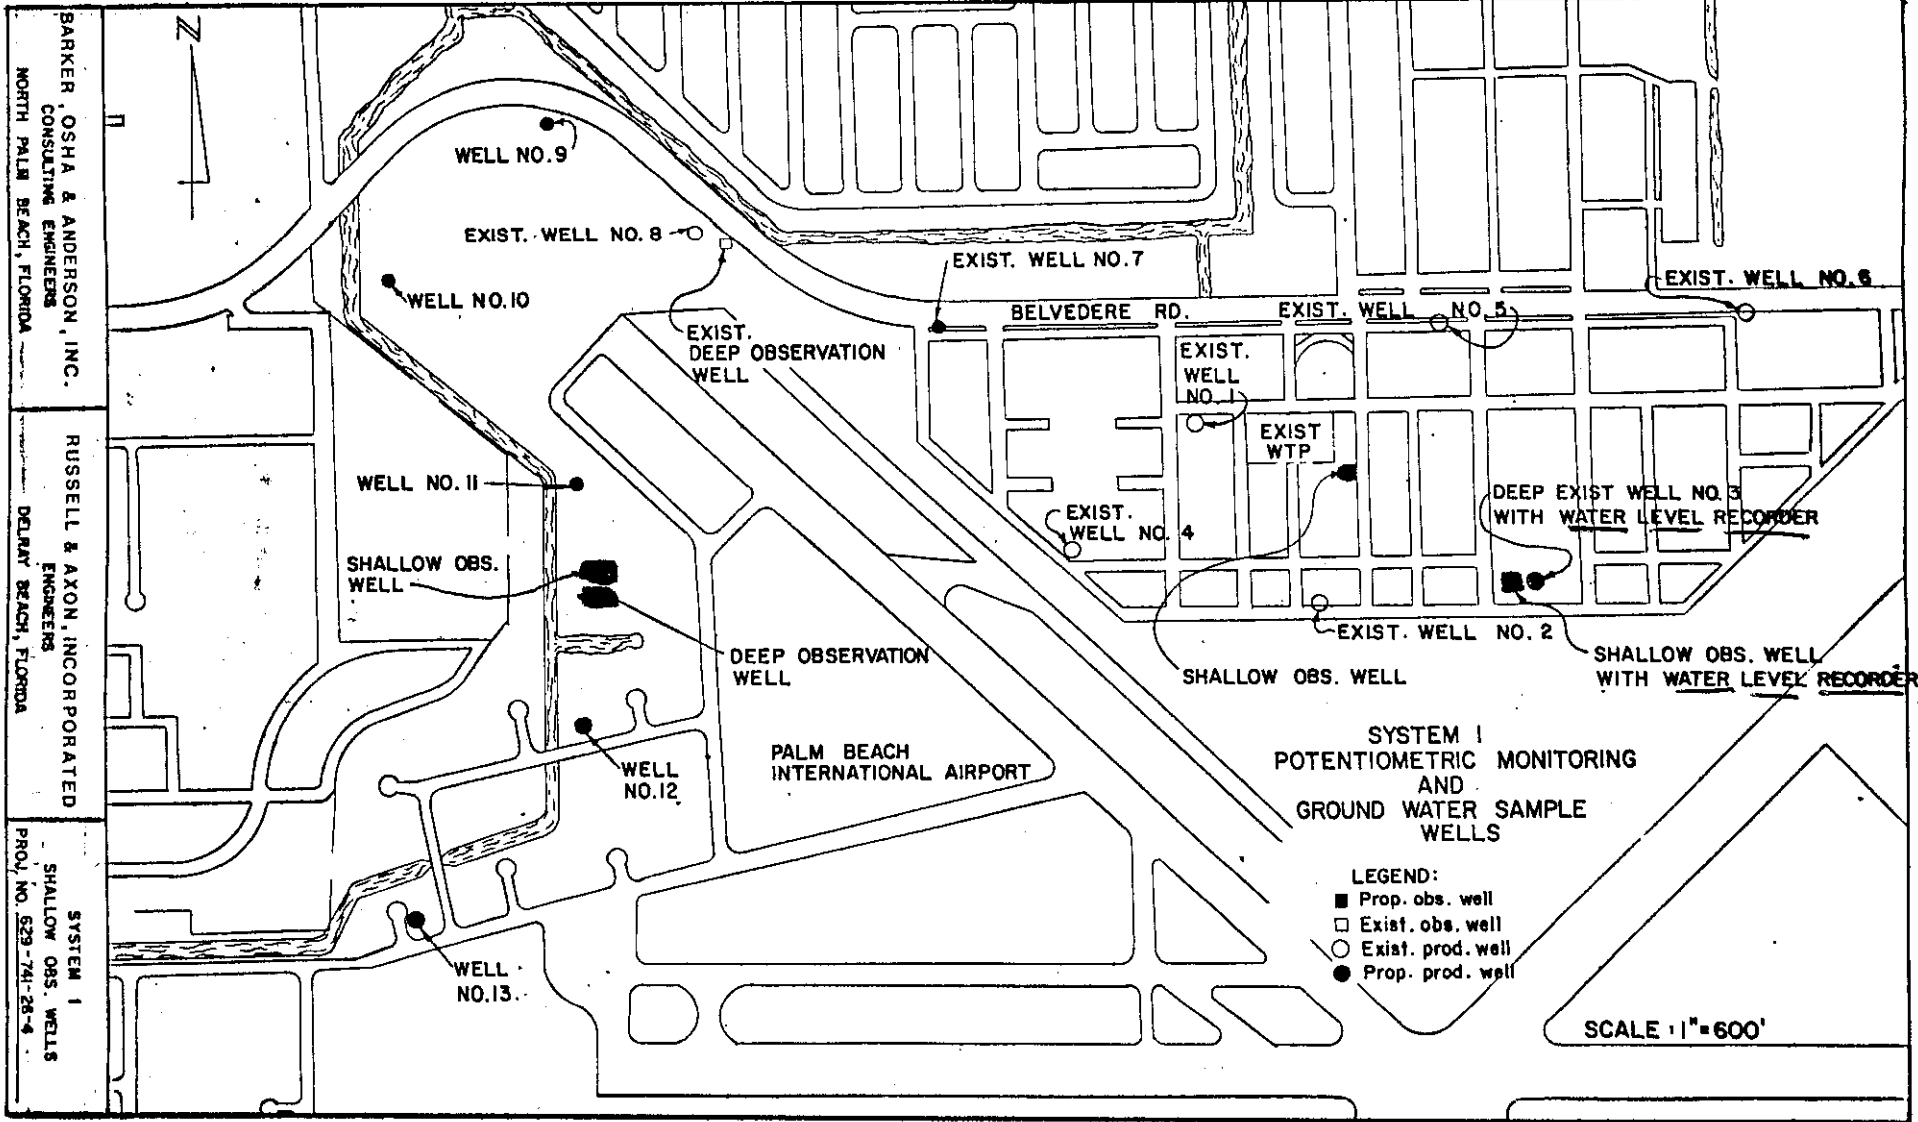 BARKER, OSHA & ANDERSON, INC.
CONSULTING ENGINEERS
NORTH PALM BEACH, FLORIDA
RUSSELL & AXON, INCORPORATED
ENGINEERS
DELRAY BEACH, FLORIDA
SYSTEM 1
SHALLOW OBS. WELLS
PROJ. NO. 629-741-28-4
N
WELL NO.9
EXIST. WELL NO. 8
WELL NO.10
EXIST. WELL NO.7
EXIST. WELL NO.6
BELVEDERE RD.
EXIST. WELL NO. 5
EXIST.
DEEP OBSERVATION
WELL
EXIST.
WELL
NO. 1
EXIST
WTP
WELL NO. 11
EXIST.
WELL NO. 4
DEEP EXIST WELL NO. 3
WITH WATER LEVEL RECORDER
SHALLOW OBS.
WELL
EXIST. WELL NO. 2
DEEP OBSERVATION
WELL
SHALLOW OBS. WELL
SHALLOW OBS. WELL
WITH WATER LEVEL RECORDER
WELL
NO.12
PALM BEACH
INTERNATIONAL AIRPORT
SYSTEM 1
POTENTIOMETRIC MONITORING
AND
GROUND WATER SAMPLE
WELLS
LEGEND:
Prop. obs. well
Exist. obs. well
Exist. prod. well
Prop. prod. well
WELL
NO.13.
SCALE : 1"=600'